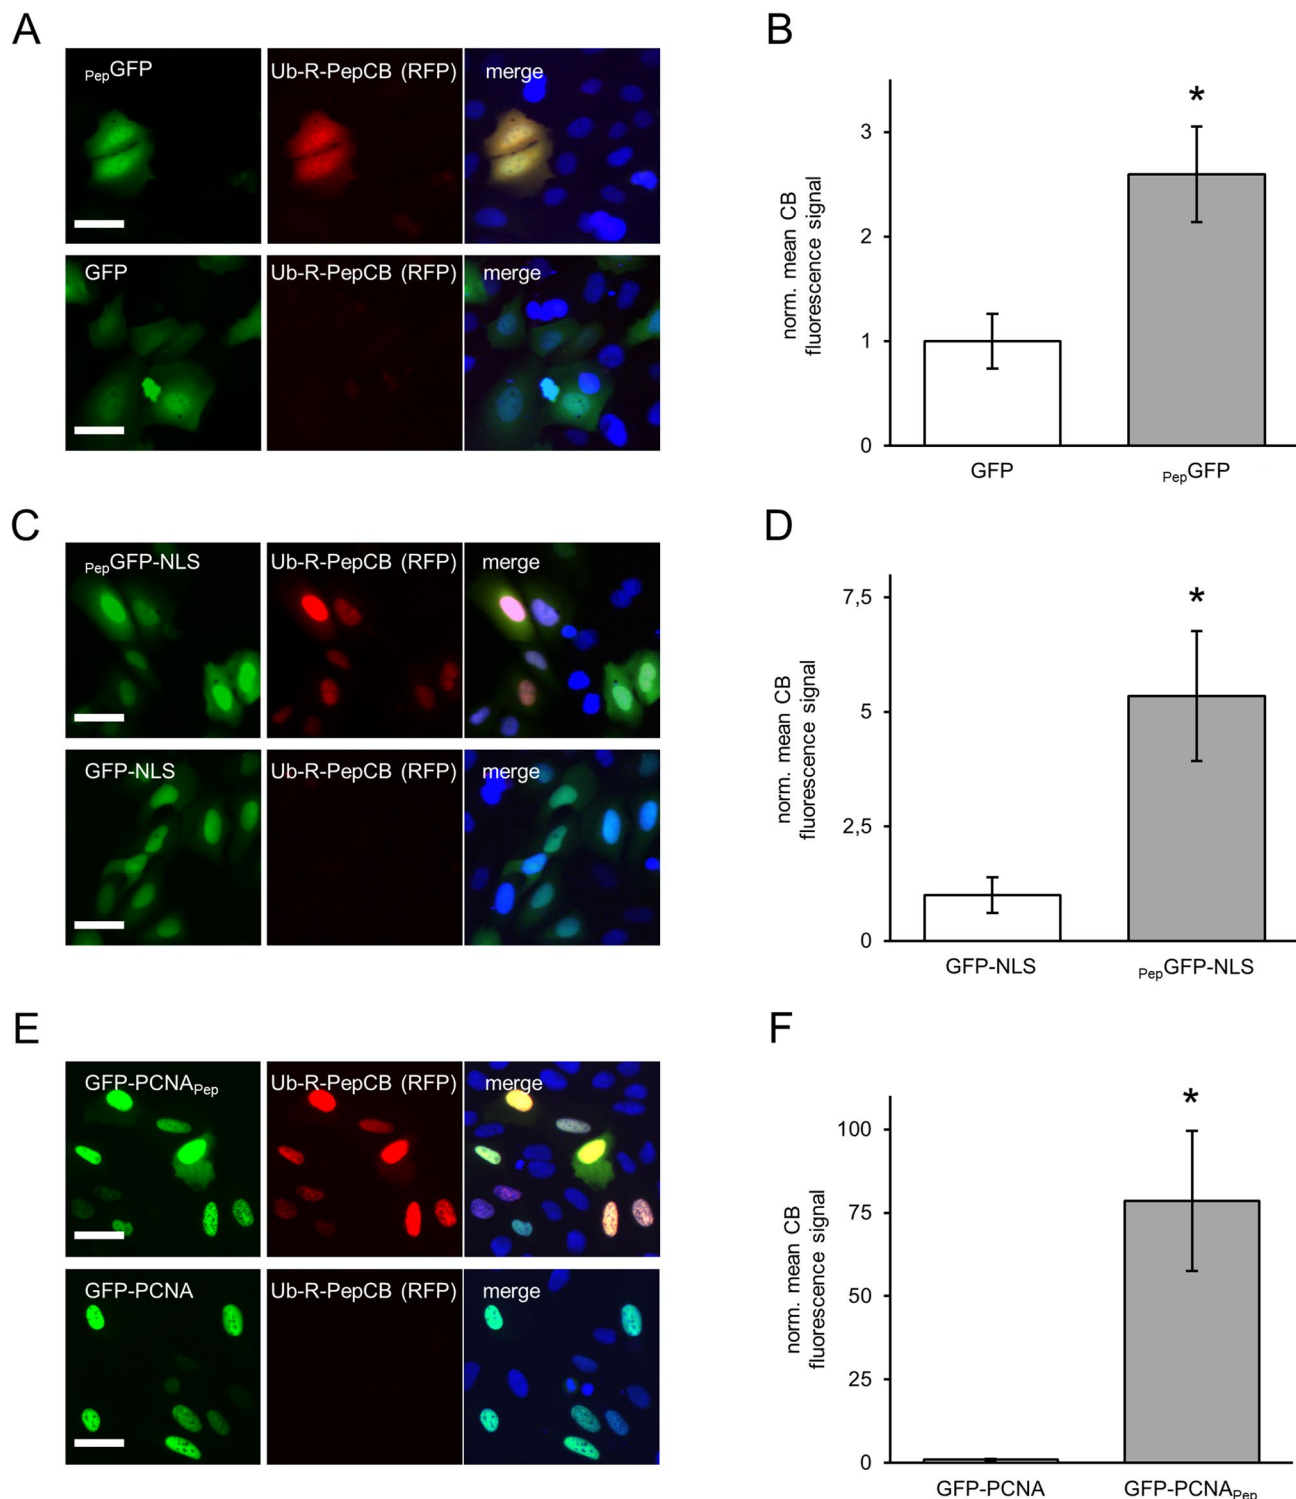 A
PepGFP
Ub-R-PepCB (RFP)
merge
GFP
Ub-R-PepCB (RFP)
merge
B
norm. mean CB
fluorescence signal
3
2
1
0
*
GFP
PepGFP
C
PepGFP-NLS
Ub-R-PepCB (RFP)
merge
GFP-NLS
Ub-R-PepCB (RFP)
merge
D
norm. mean CB
fluorescence signal
7,5
5
2,5
0
*
GFP-NLS
PepGFP-NLS
E
GFP-PCNAPep
Ub-R-PepCB (RFP)
merge
GFP-PCNA
Ub-R-PepCB (RFP)
merge
F
norm. mean CB
fluorescence signal
100
75
50
25
0
*
GFP-PCNA
GFP-PCNAPep